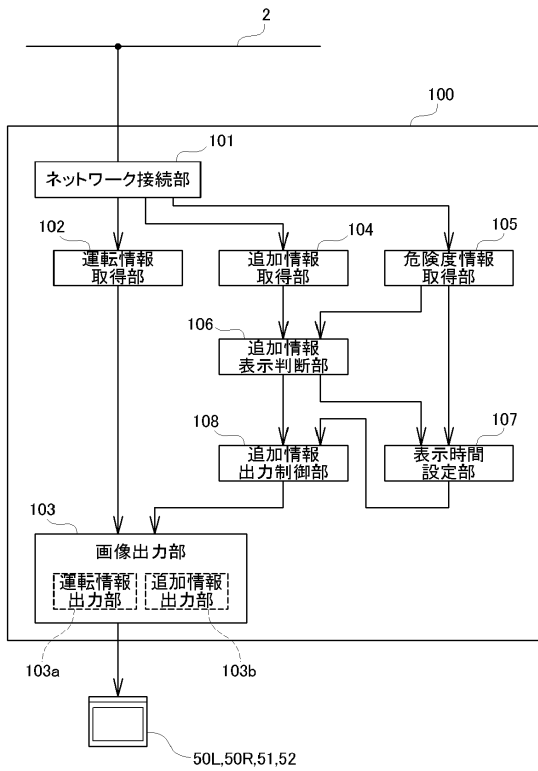 2
100
101
ネットワーク接続部
102
運転情報
取得部
104
追加情報
取得部
105
危険度情報
取得部
106
追加情報
表示判断部
108
追加情報
出力制御部
107
表示時間
設定部
103
画像出力部
運転情報
出力部
追加情報
出力部
103a
103b
50L,50R,51,52